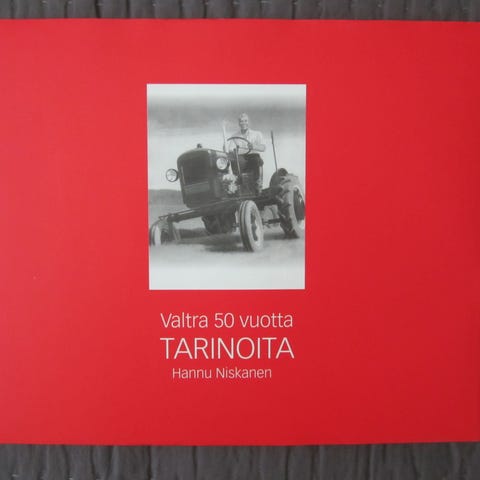 Valtra 50 vuotta
TARINOITA
Hannu Niskanen